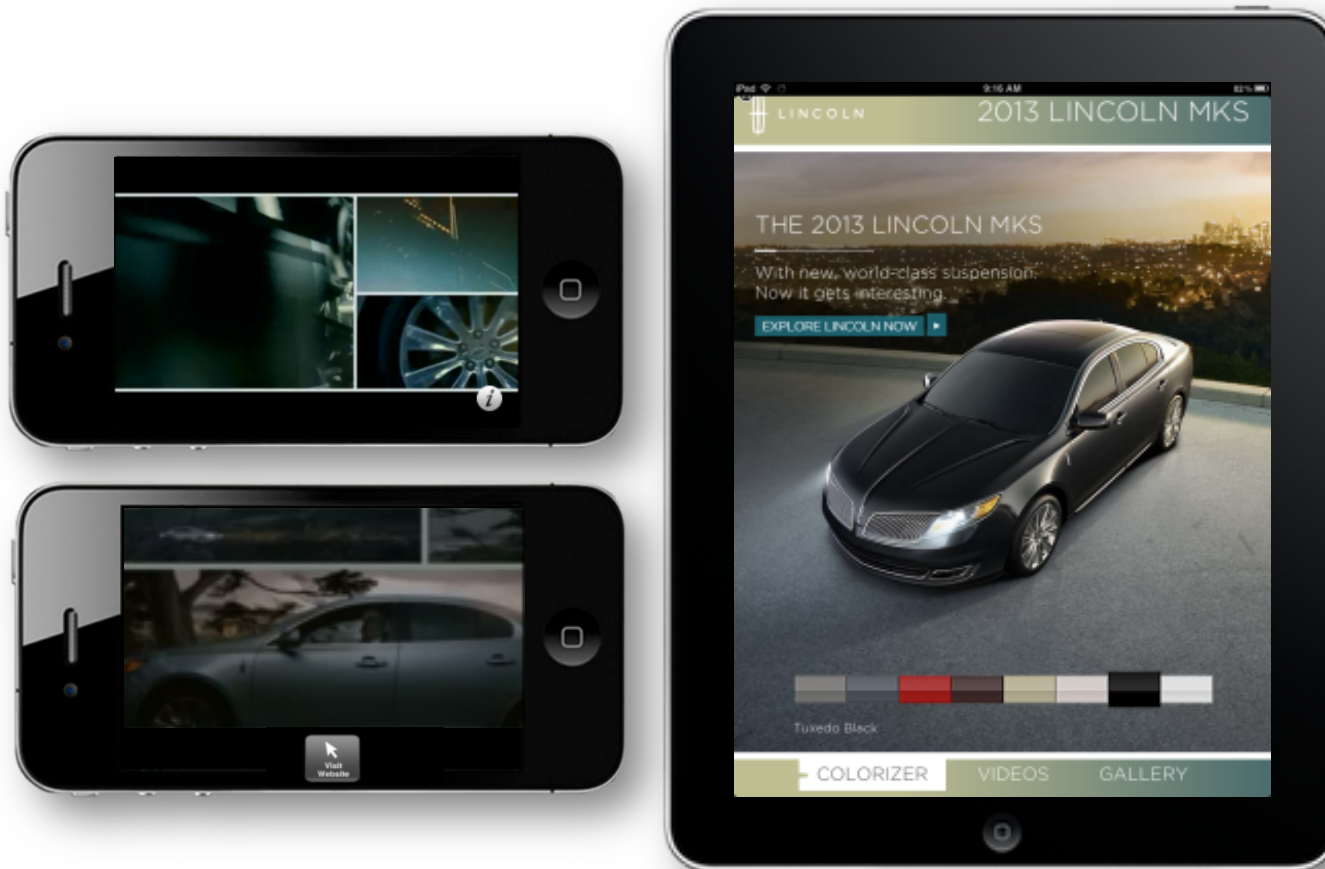 i
Visit
Website
iPad 9:16 AM 82%
LINCOLN 2013 LINCOLN MKS
THE 2013 LINCOLN MKS
With new, world-class suspension.
Now it gets interesting.
EXPLORE LINCOLN NOW
Tuxedo Black
COLORIZER VIDEOS GALLERY